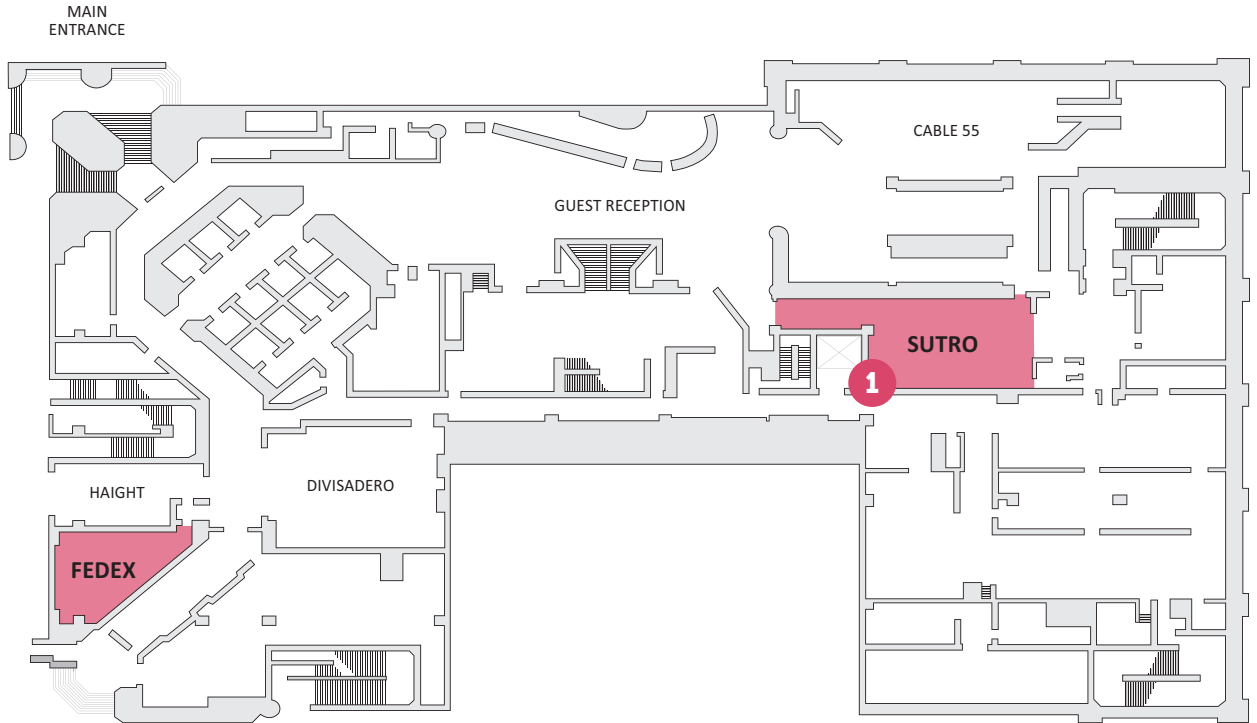 MAIN
ENTRANCE
CABLE 55
GUEST RECEPTION
SUTRO
1
HAIGHT
DIVISADERO
FEDEX